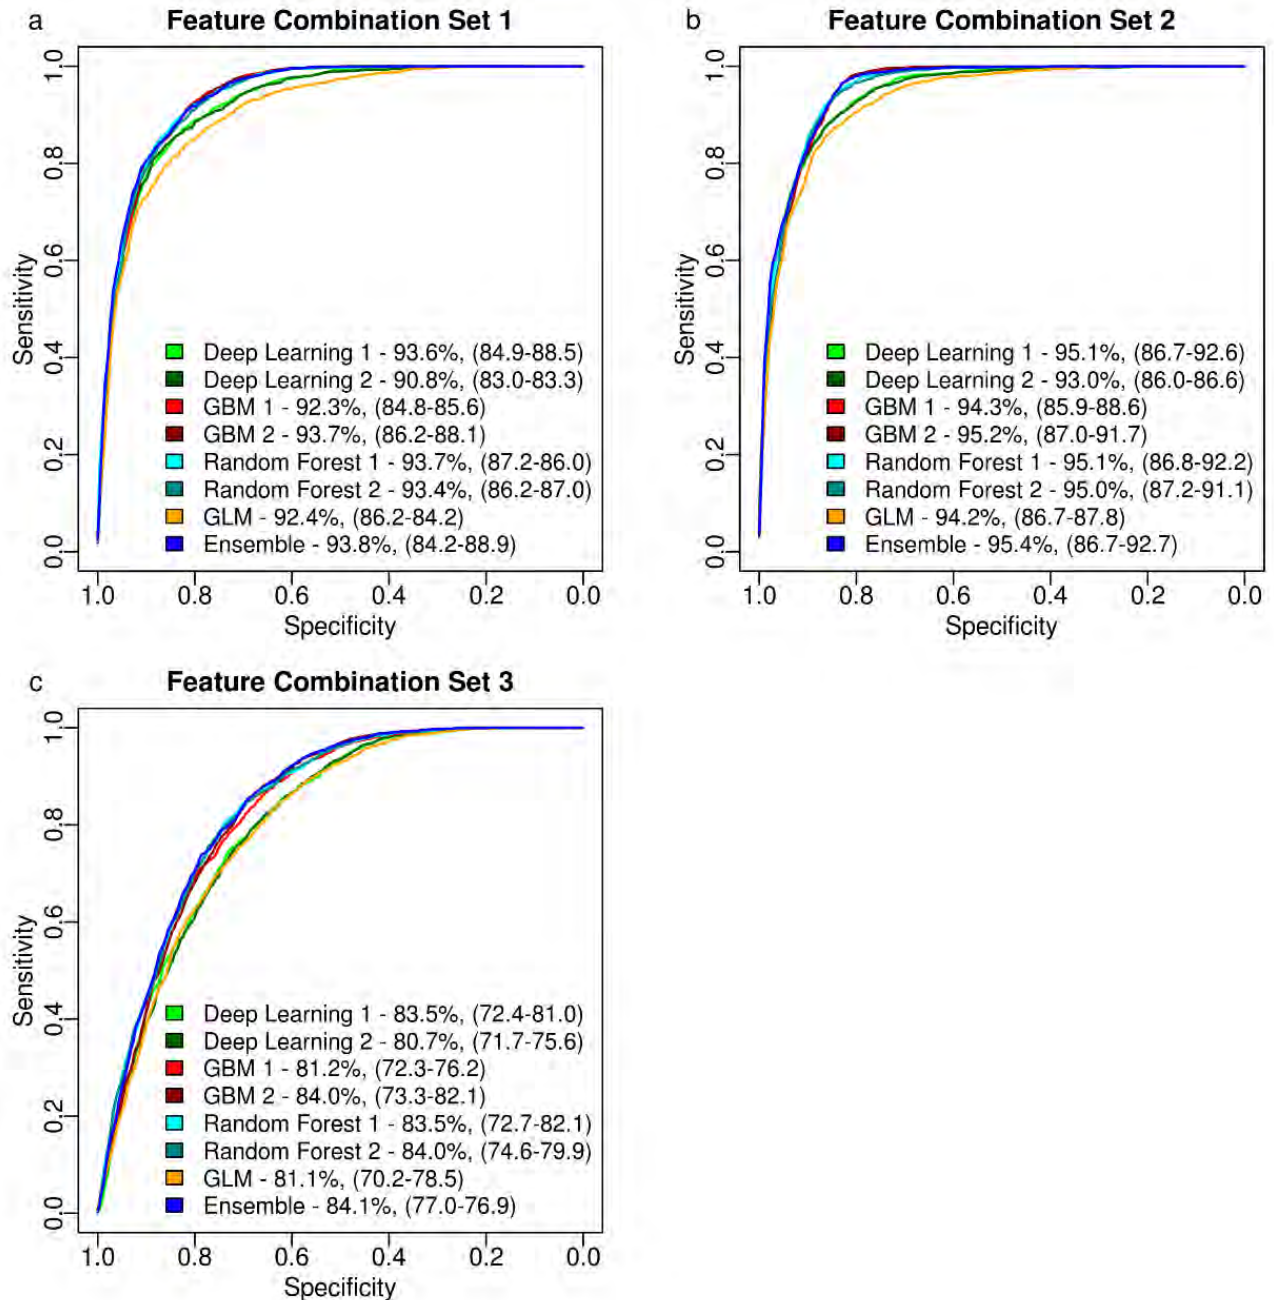 a Feature Combination Set 1
1.0
0.8
0.6
0.4
0.2
0.0
Sensitivity
Deep Learning 1 - 93.6%, (84.9-88.5)
Deep Learning 2 - 90.8%, (83.0-83.3)
GBM 1 - 92.3%, (84.8-85.6)
GBM 2 - 93.7%, (86.2-88.1)
Random Forest 1 - 93.7%, (87.2-86.0)
Random Forest 2 - 93.4%, (86.2-87.0)
GLM - 92.4%, (86.2-84.2)
Ensemble - 93.8%, (84.2-88.9)
1.0 0.8 0.6 0.4 0.2 0.0
Specificity
b Feature Combination Set 2
1.0
0.8
0.6
0.4
0.2
0.0
Sensitivity
Deep Learning 1 - 95.1%, (86.7-92.6)
Deep Learning 2 - 93.0%, (86.0-86.6)
GBM 1 - 94.3%, (85.9-88.6)
GBM 2 - 95.2%, (87.0-91.7)
Random Forest 1 - 95.1%, (86.8-92.2)
Random Forest 2 - 95.0%, (87.2-91.1)
GLM - 94.2%, (86.7-87.8)
Ensemble - 95.4%, (86.7-92.7)
1.0 0.8 0.6 0.4 0.2 0.0
Specificity
c Feature Combination Set 3
1.0
0.8
0.6
0.4
0.2
0.0
Sensitivity
Deep Learning 1 - 83.5%, (72.4-81.0)
Deep Learning 2 - 80.7%, (71.7-75.6)
GBM 1 - 81.2%, (72.3-76.2)
GBM 2 - 84.0%, (73.3-82.1)
Random Forest 1 - 83.5%, (72.7-82.1)
Random Forest 2 - 84.0%, (74.6-79.9)
GLM - 81.1%, (70.2-78.5)
Ensemble - 84.1%, (77.0-76.9)
1.0 0.8 0.6 0.4 0.2 0.0
Specificity